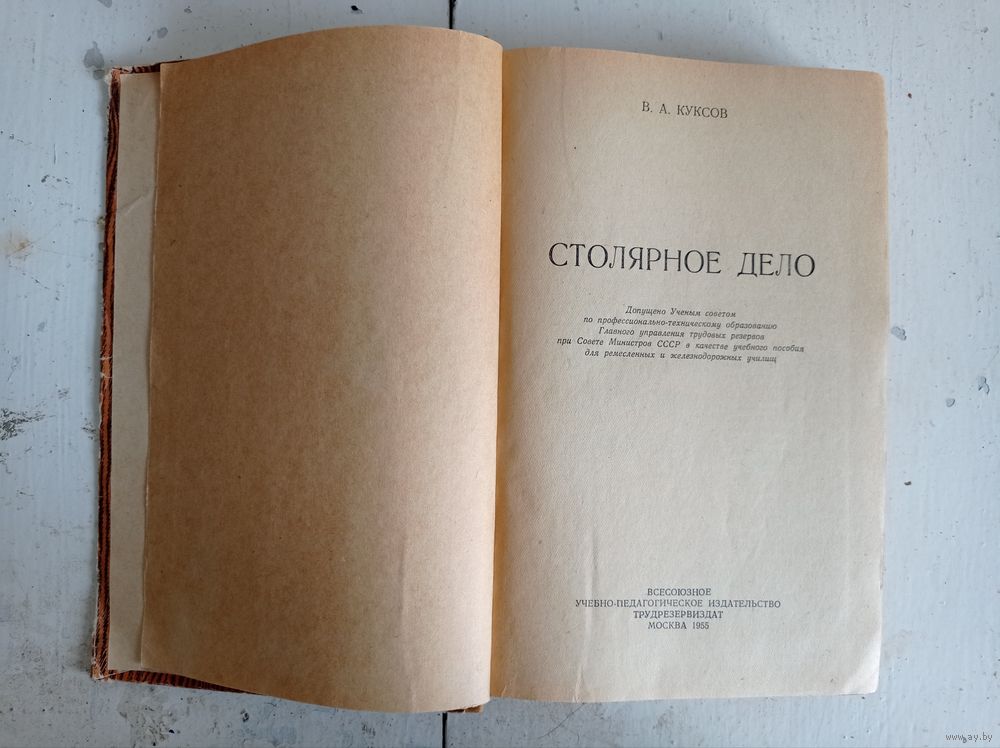 В. А. КУКСОВ
СТОЛЯРНОЕ ДЕЛО
Допущено Ученым советом
по профессионально-техническому образованию
Главного управления трудовых резервов
при Совете Министров СССР в качестве учебного пособия
для ремесленных и железнодорожных училищ
ВСЕСОЮЗНОЕ
УЧЕБНО-ПЕДАГОГИЧЕСКОЕ ИЗДАТЕЛЬСТВО
ТРУДРЕЗЕРВИЗДАТ
МОСКВА 1955
www.ay.by